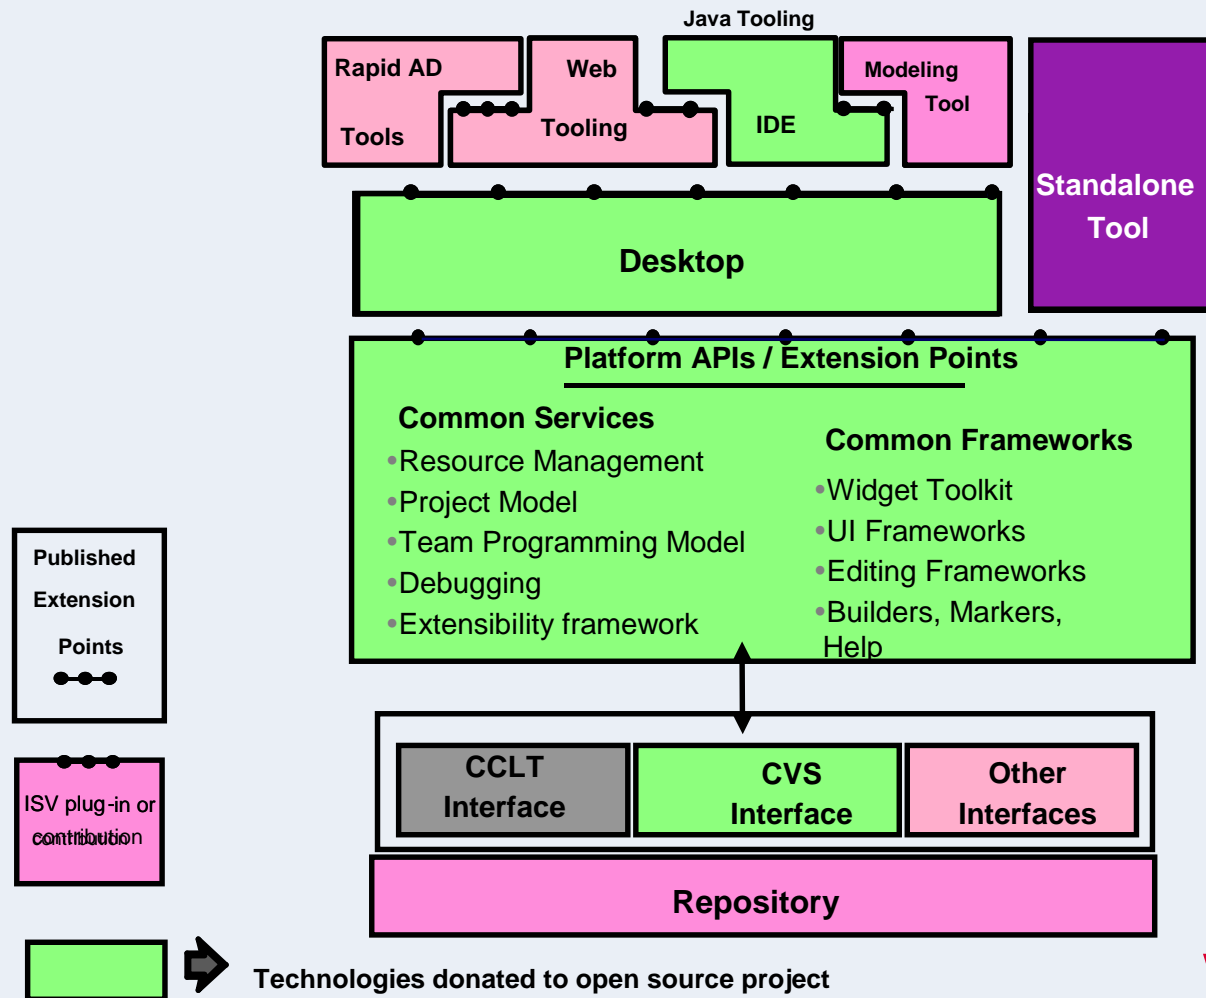 Java Tooling
Rapid AD
Tools
Web
Tooling
IDE
Modeling
Tool
Standalone
Tool
Desktop
Platform APIs / Extension Points
Common Services
•Resource Management
•Project Model
•Team Programming Model
•Debugging
•Extensibility framework
Common Frameworks
•Widget Toolkit
•UI Frameworks
•Editing Frameworks
•Builders, Markers,
Help
Published
Extension
Points
CCLT
Interface
CVS
Interface
Other
Interfaces
ISV plug-in or
contribution
Repository
Technologies donated to open source project